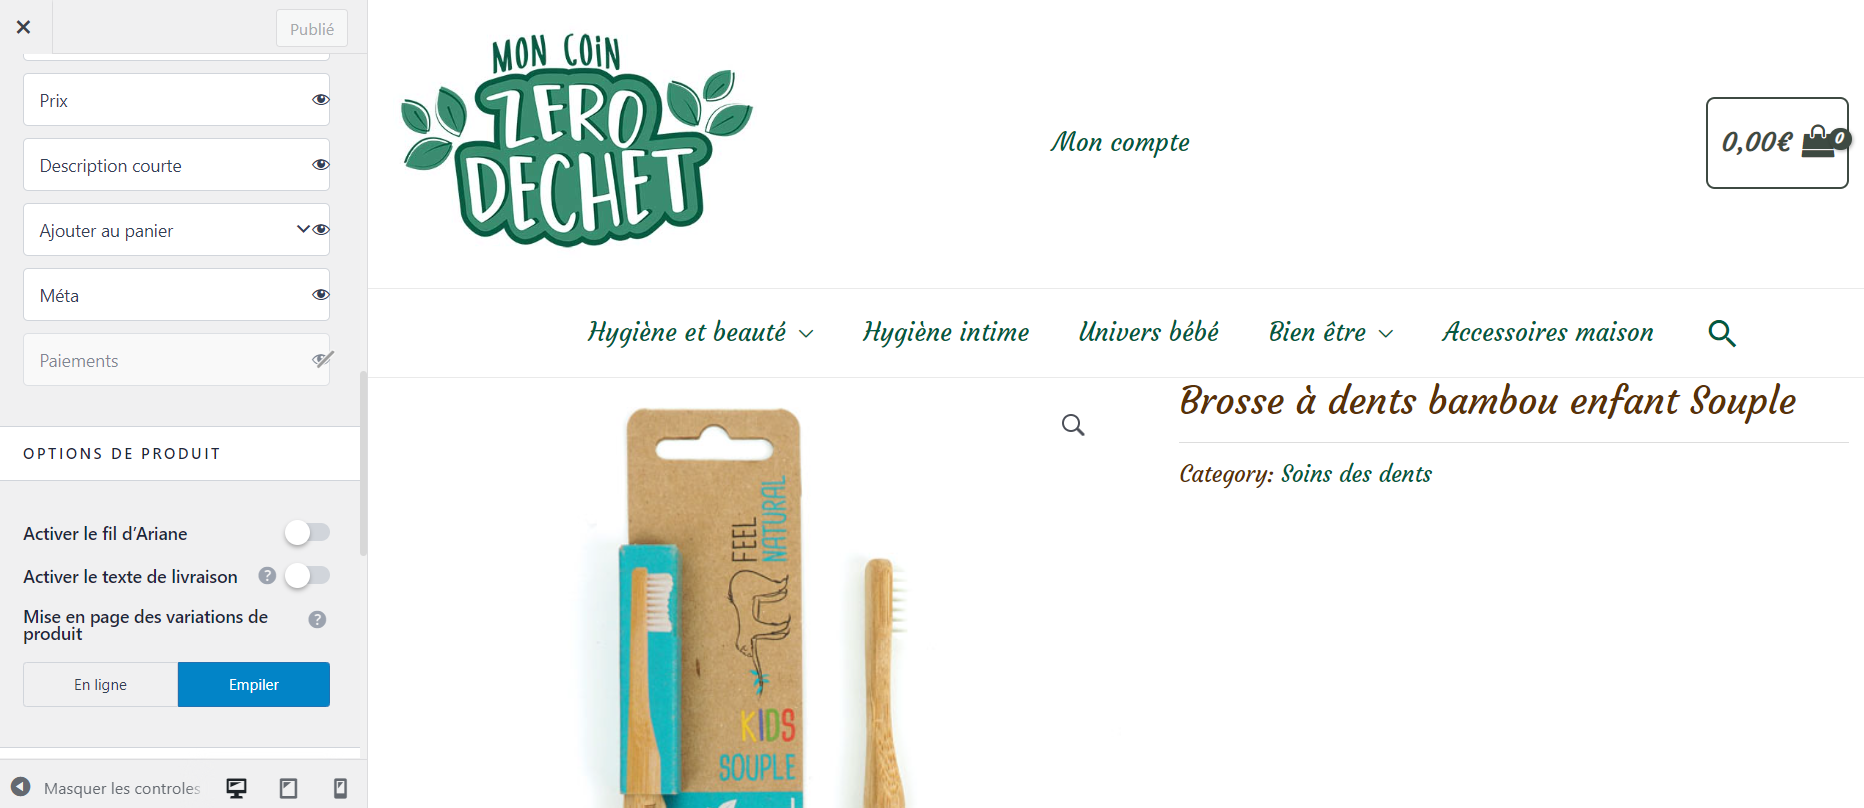 Publié
Prix
Description courte
Ajouter au panier
Méta
Paiements
OPTIONS DE PRODUIT
Activer le fil d’Ariane
Activer le texte de livraison
?
Mise en page des variations de
produit
?
En ligne
Empiler
Masquer les controles
MON COIN
ZERO
DECHET
Mon compte
0,00€
0
Hygiène et beauté
Hygiène intime
Univers bébé
Bien être
Accessoires maison
FEEL
NATURAL
KIDS
SOUPLE
Brosse à dents bambou enfant Souple
Category: Soins des dents